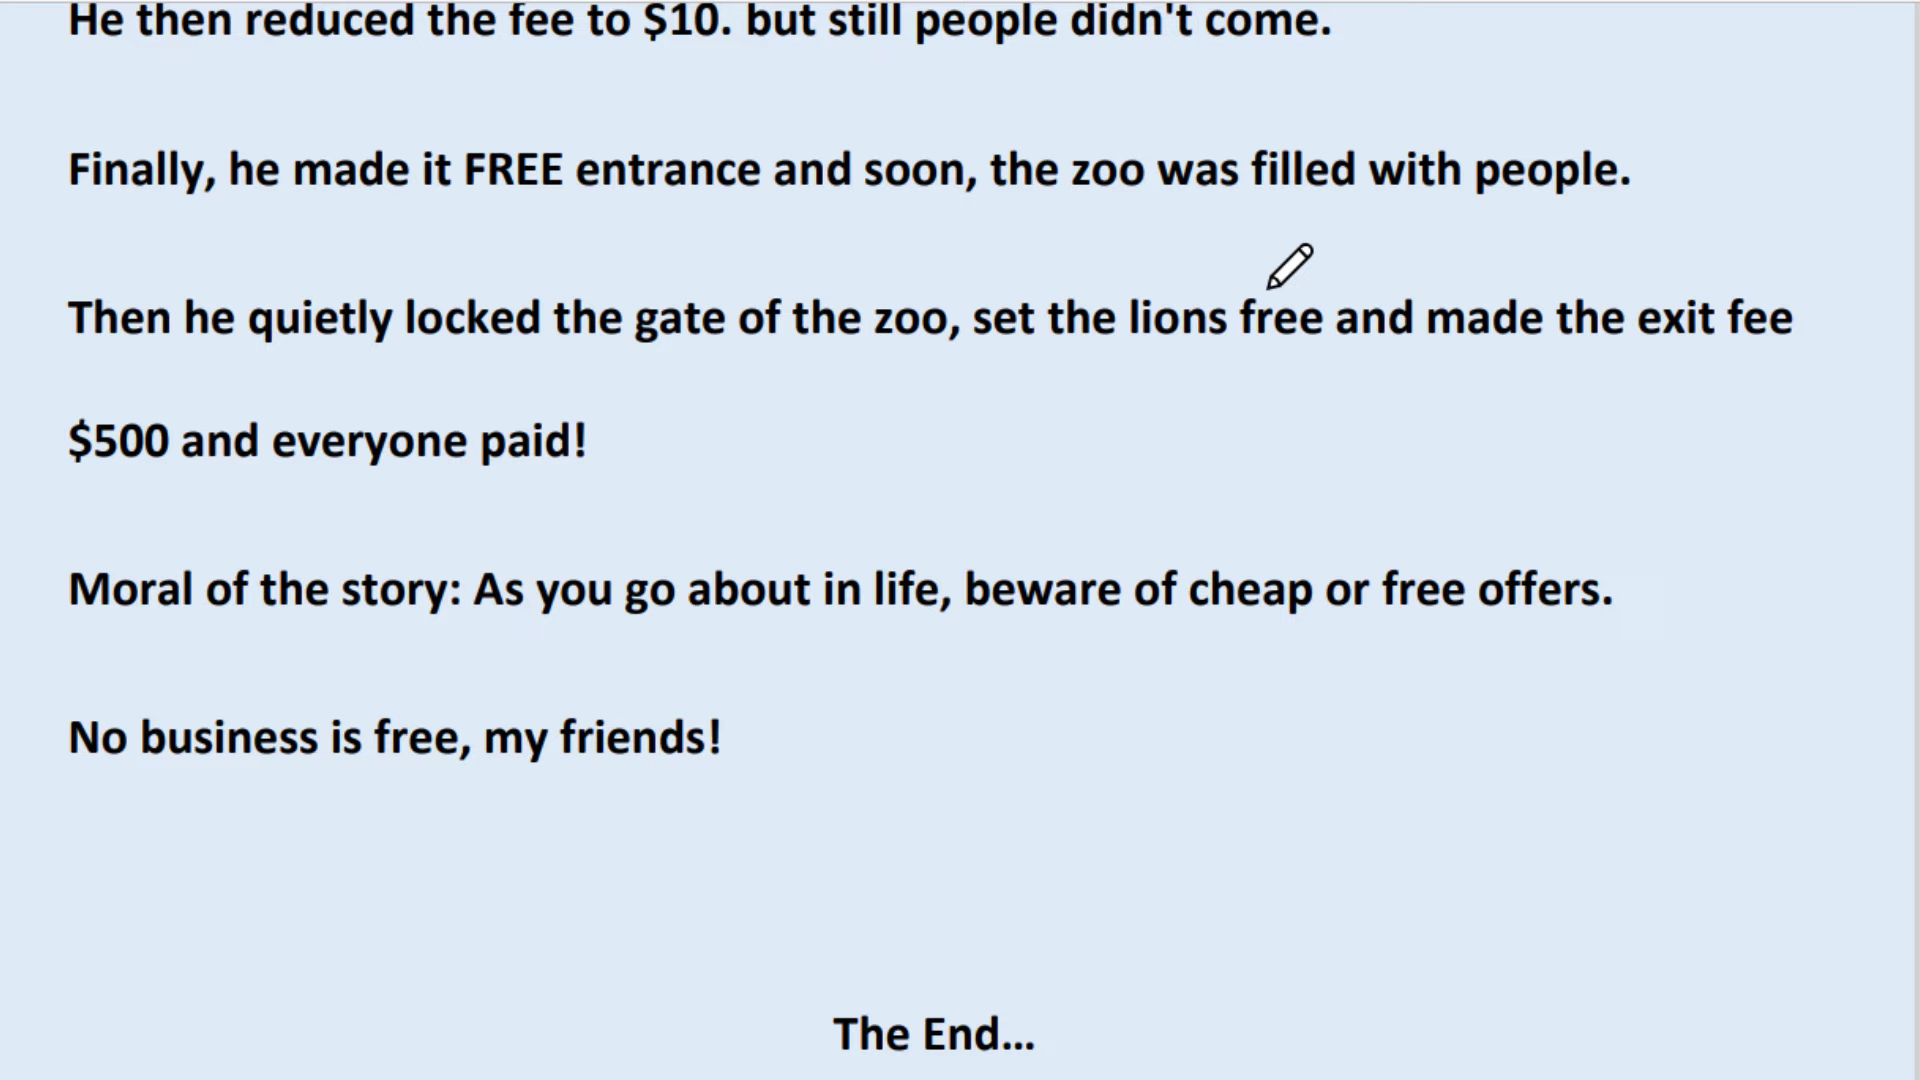 He then reduced the fee to $10. but still people didn't come.
Finally, he made it FREE entrance and soon, the zoo was filled with people.
Then he quietly locked the gate of the zoo, set the lions free and made the exit fee
$500 and everyone paid!
Moral of the story: As you go about in life, beware of cheap or free offers.
No business is free, my friends!
The End...